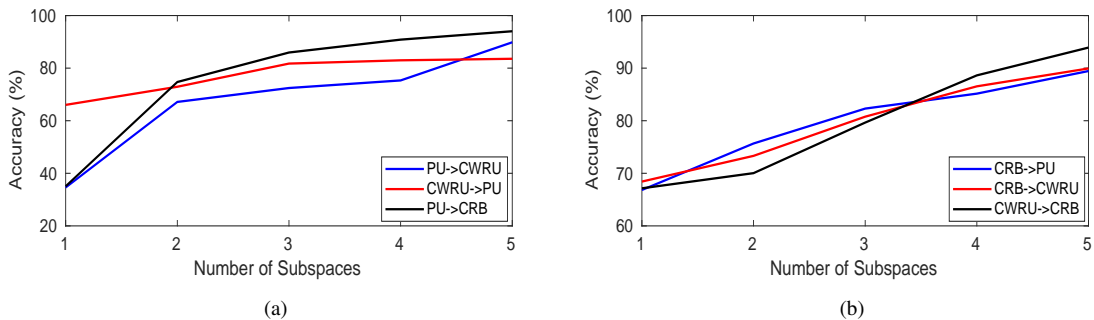 Accuracy (%)
100
80
60
40
20
1 2 3 4 5
Number of Subspaces
PU->CWRU
CWRU->PU
PU->CRB
(a)
Accuracy (%)
100
90
80
70
60
1 2 3 4 5
Number of Subspaces
CRB->PU
CRB->CWRU
CWRU->CRB
(b)